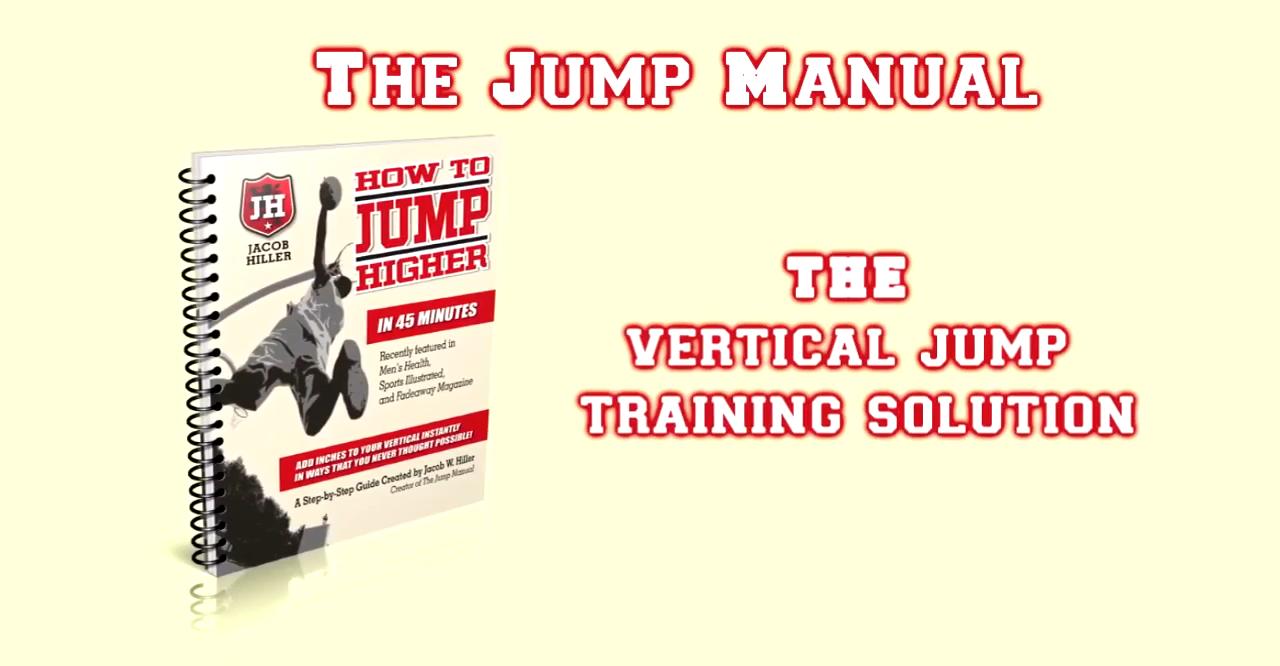 The Jump Manual
JH
JACOB
HILLER
HOW TO
JUMP
HIGHER
IN 45 MINUTES
Recently featured in
Men's Health,
Sports Illustrated,
and Fadeaway Magazine
ADD INCHES TO YOUR VERTICAL INSTANTLY
IN WAYS THAT YOU NEVER THOUGHT POSSIBLE!
A Step-by-Step Guide Created by Jacob W. Hiller
Creator of The Jump Manual
THE
VERTICAL JUMP
TRAINING SOLUTION